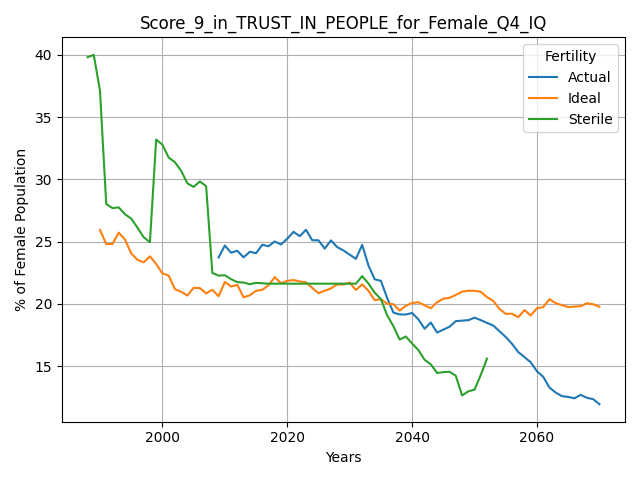 Score_9_in_TRUST_IN_PEOPLE_for_Female_Q4_IQ
Fertility
Actual
Ideal
Sterile
% of Female Population
40
35
30
25
20
15
2000
2020
2040
2060
Years